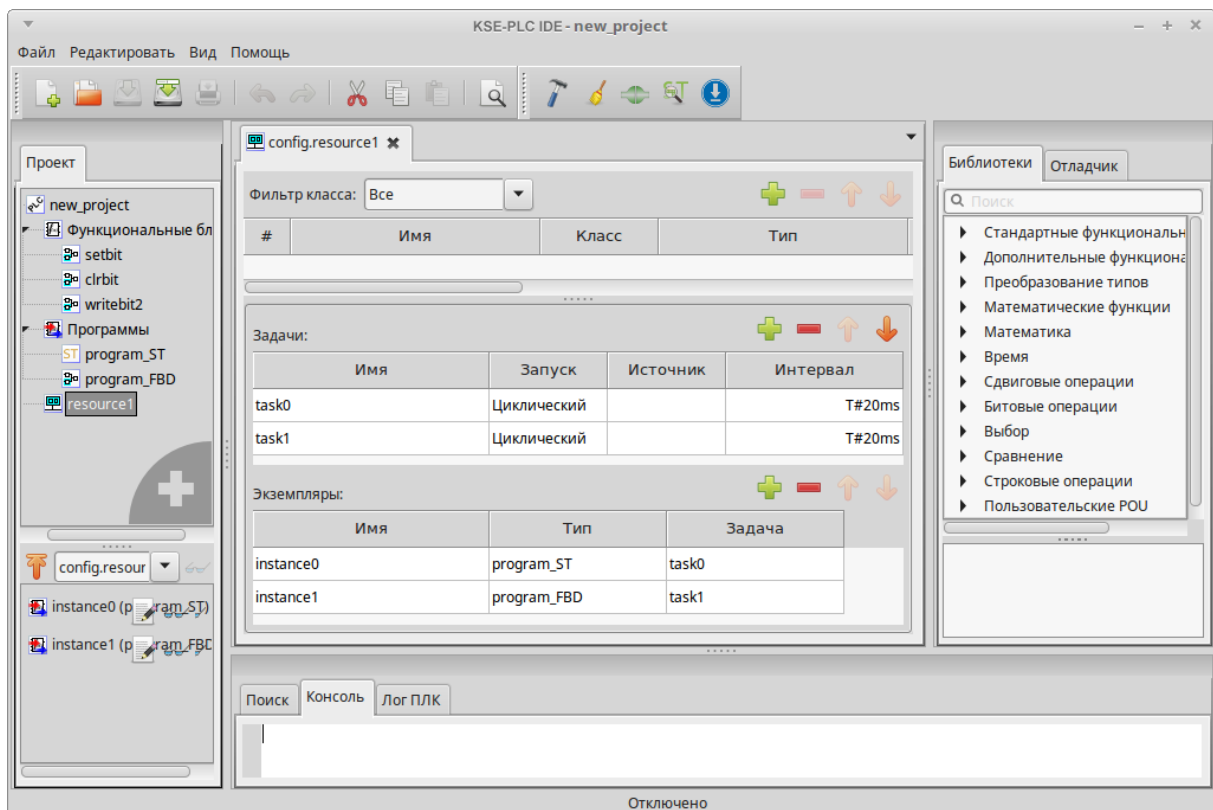 KSE-PLC IDE - new_project
Файл Редактировать Вид Помощь
Проект
new_project
Функциональные бл
setbit
clrbit
writebit2
Программы
ST program_ST
program_FBD
resource1
config.resour
instance0 (p ram_ST)
instance1 (p ram_FBD
config.resource1
Фильтр класса: Все
# Имя Класс Тип
Задачи:
Имя Запуск Источник Интервал
task0 Циклический T#20ms
task1 Циклический T#20ms
Экземпляры:
Имя Тип Задача
instance0 program_ST task0
instance1 program_FBD task1
Библиотеки Отладчик
Поиск
Стандартные функциональн
Дополнительные функциона
Преобразование типов
Математические функции
Математика
Время
Сдвиговые операции
Битовые операции
Выбор
Сравнение
Строковые операции
Пользовательские POU
Поиск Консоль Лог ПЛК
Отключено